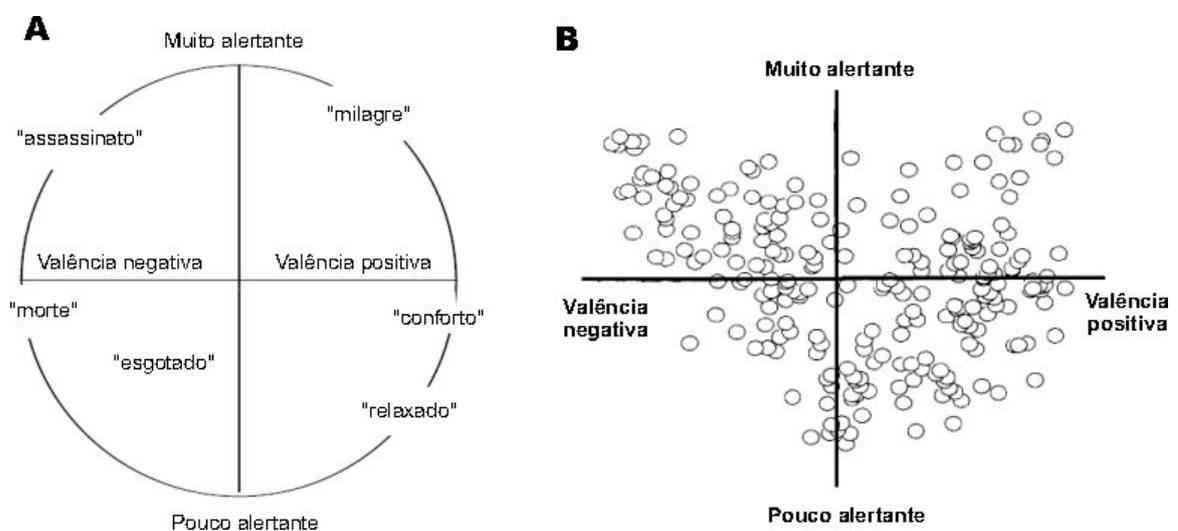 A
Muito alertante
"milagre"
"assassinato"
Valência negativa
Valência positiva
"morte"
"conforto"
"esgotado"
"relaxado"
Pouco alertante
B
Muito alertante
Valência
negativa
Valência
positiva
Pouco alertante